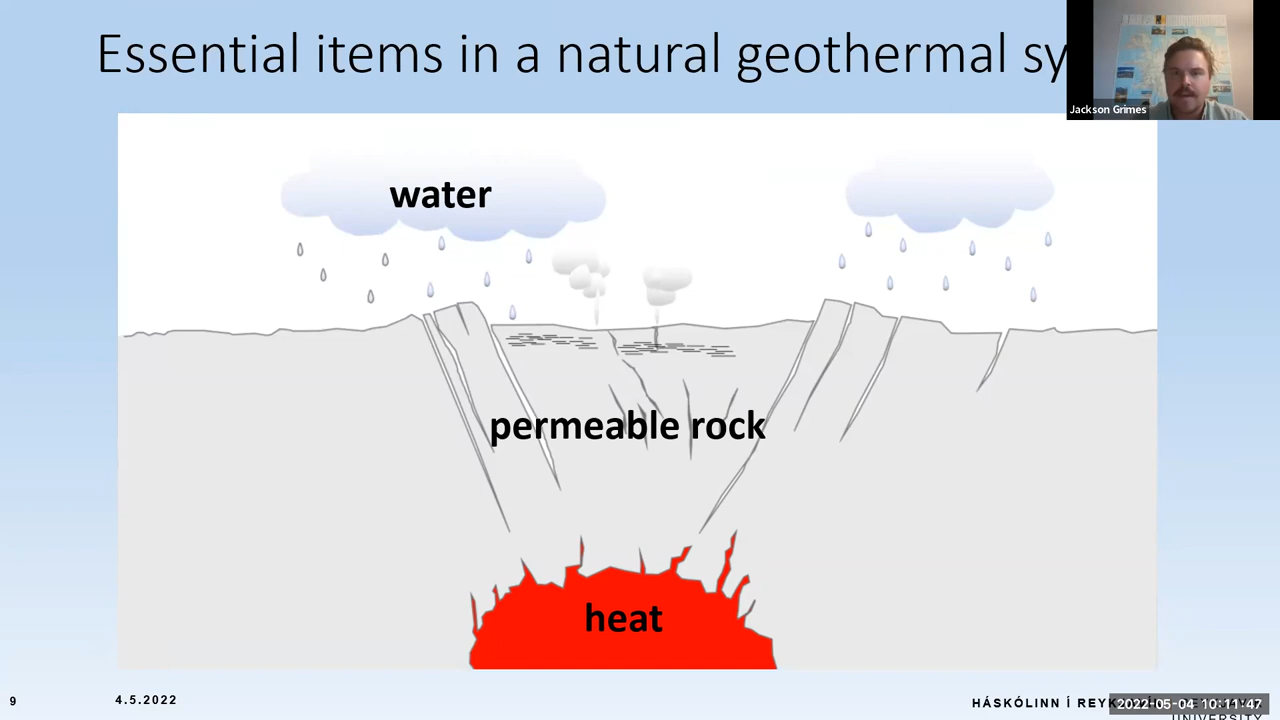 Essential items in a natural geothermal sy
Jackson Grimes
water
permeable rock
heat
9
4.5.2022
HÁSKÓLINN Í REYK
2022-05-04 10:11:47
UNIVERSITY